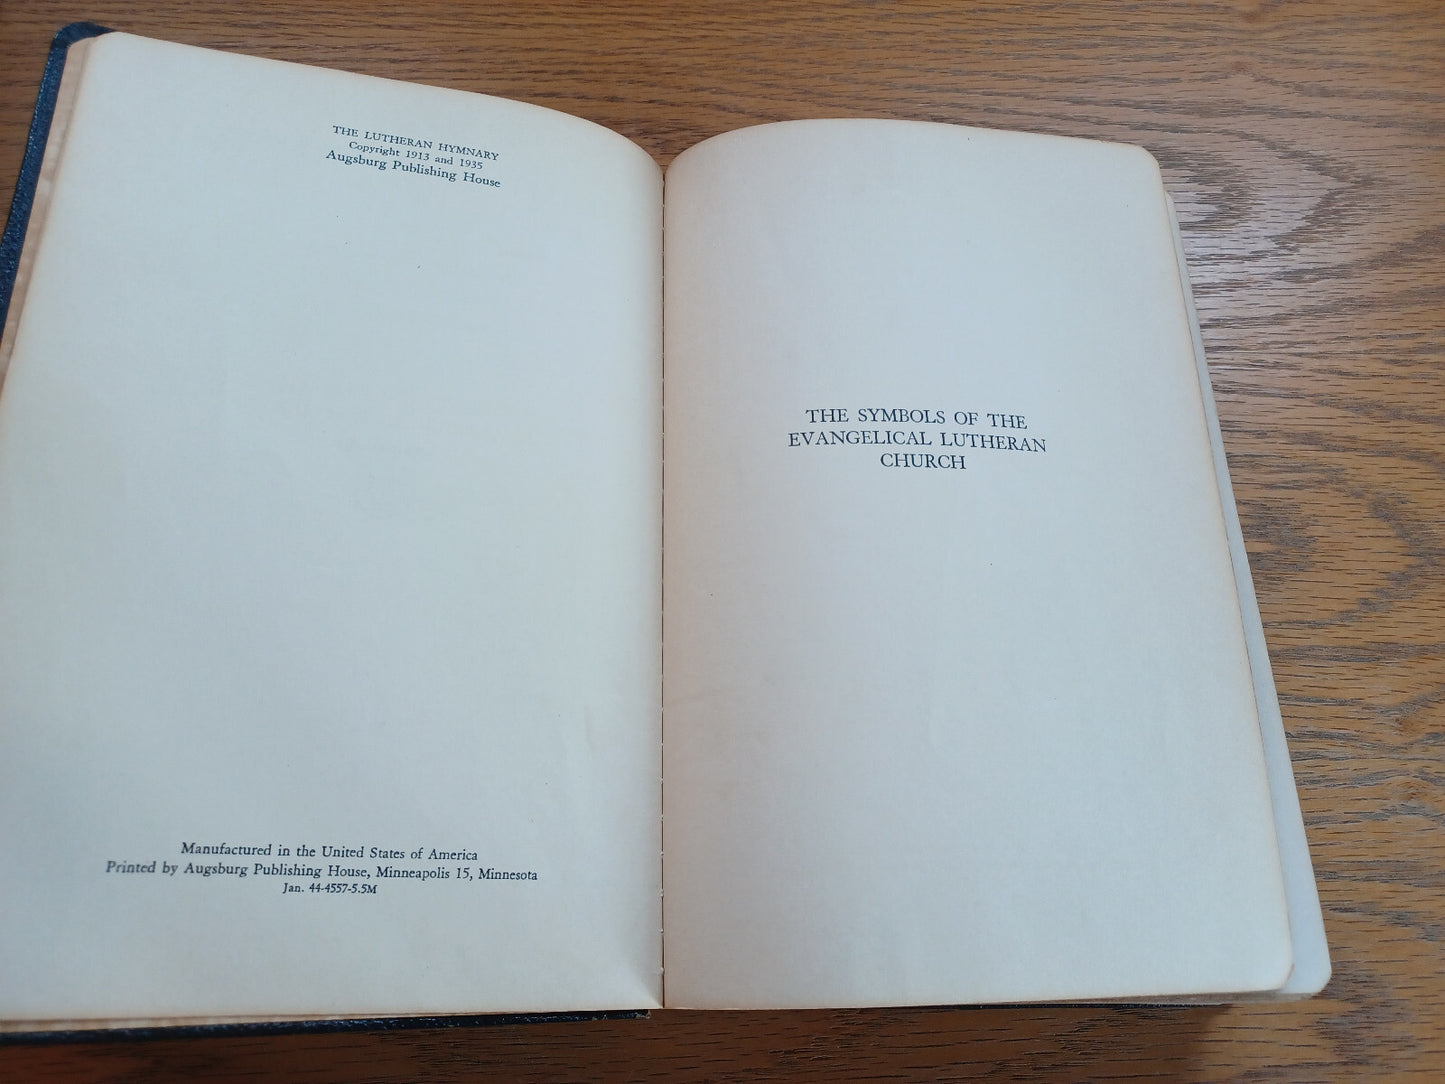 THE LUTHERAN HYMNARY
Copyright 1913 and 1935
Augsburg Publishing House
Manufactured in the United States of America
Printed by Augsburg Publishing House, Minneapolis 15, Minnesota
Jan. 44-4557-5.5M
THE SYMBOLS OF THE
EVANGELICAL LUTHERAN
CHURCH